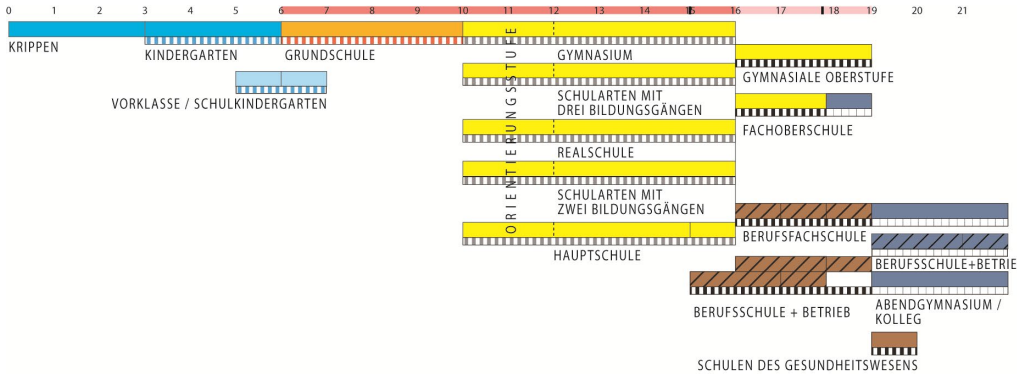 0 1 2 3 4 5 6 7 8 9 10 11 12 13 14 15 16 17 18 19 20 21
KRIPPEN
KINDERGARTEN
GRUNDSCHULE
GYMNASIUM
GYMNASIALE OBERSTUFE
VORKLASSE / SCHULKINDERGARTEN
ORIENTIERUNGSSTUFE
SCHULARTEN MIT
DREI BILDUNGSGÄNGEN
FACHOBERSCHULE
REALSCHULE
SCHULARTEN MIT
ZWEI BILDUNGSGÄNGEN
BERUFSFACHSCHULE
HAUPTSCHULE
BERUFSSCHULE+BETRIE
BERUFSSCHULE + BETRIEB
ABENDGYMNASIUM /
KOLLEG
SCHULEN DES GESUNDHEITSWESENS